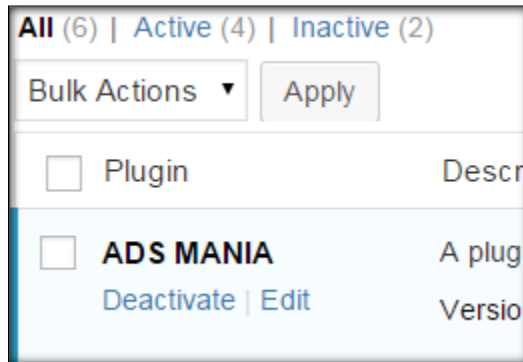 All (6) | Active (4) | Inactive (2)
Bulk Actions Apply
Plugin Descr
ADS MANIA A plug
Deactivate | Edit Versio